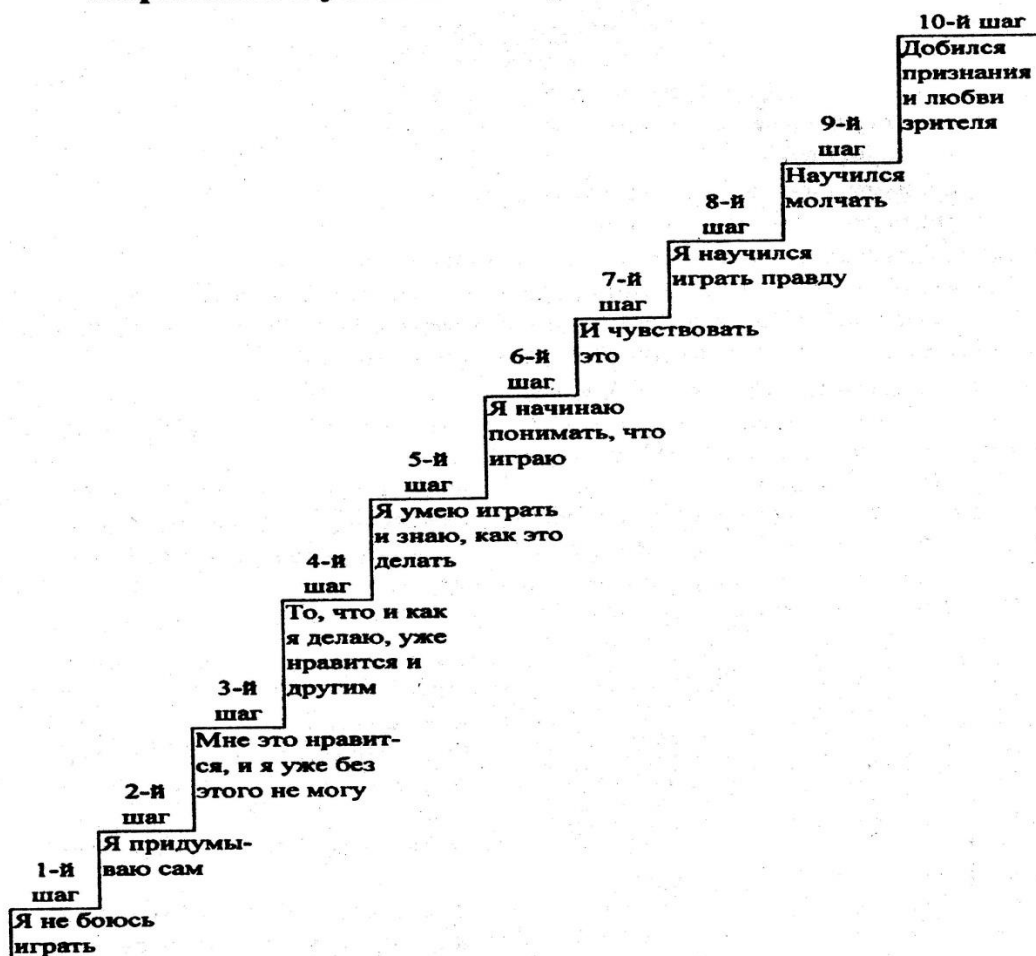 10-й шаг
Добился
признания
и любви
зрителя
9-й
шаг
Научился
молчать
8-й
шаг
Я научился
играть правду
7-й
шаг
И чувствовать
это
6-й
шаг
Я начинаю
понимать, что
играю
5-й
шаг
Я умею играть
и знаю, как это
делать
4-й
шаг
То, что и как
я делаю, уже
нравится и
другим
3-й
шаг
Мне это нравит-
ся, и я уже без
этого не могу
2-й
шаг
Я придумы-
ваю сам
1-й
шаг
Я не боюсь
играть